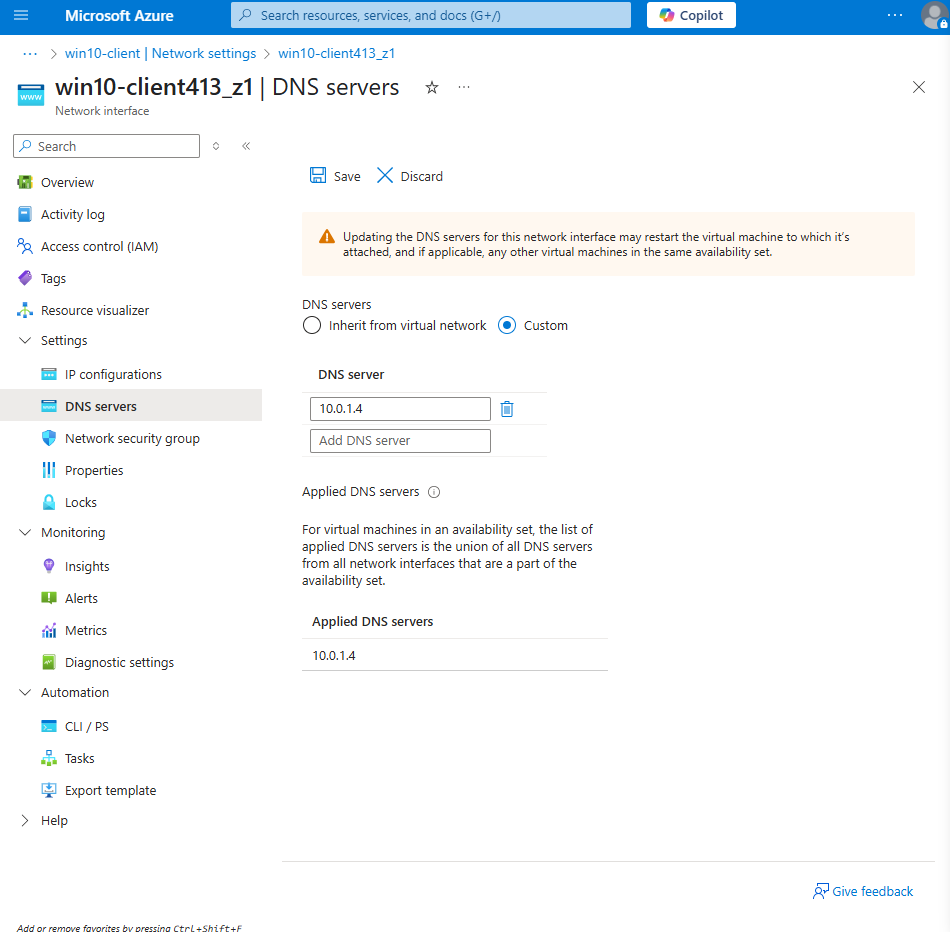 Microsoft Azure
Search resources, services, and docs (G+/)
Copilot
···
··· > win10-client | Network settings > win10-client413_z1
win10-client413_z1 | DNS servers
···
Network interface
Search
Overview
Activity log
Access control (IAM)
Tags
Resource visualizer
Settings
IP configurations
DNS servers
Network security group
Properties
Locks
Monitoring
Insights
Alerts
Metrics
Diagnostic settings
Automation
CLI / PS
Tasks
Export template
Help
Add or remove favorites by pressing Ctrl+Shift+F
Save
Discard
Updating the DNS servers for this network interface may restart the virtual machine to which it's
attached, and if applicable, any other virtual machines in the same availability set.
DNS servers
Inherit from virtual network
Custom
DNS server
10.0.1.4
Add DNS server
Applied DNS servers
For virtual machines in an availability set, the list of
applied DNS servers is the union of all DNS servers
from all network interfaces that are a part of the
availability set.
Applied DNS servers
10.0.1.4
Give feedback